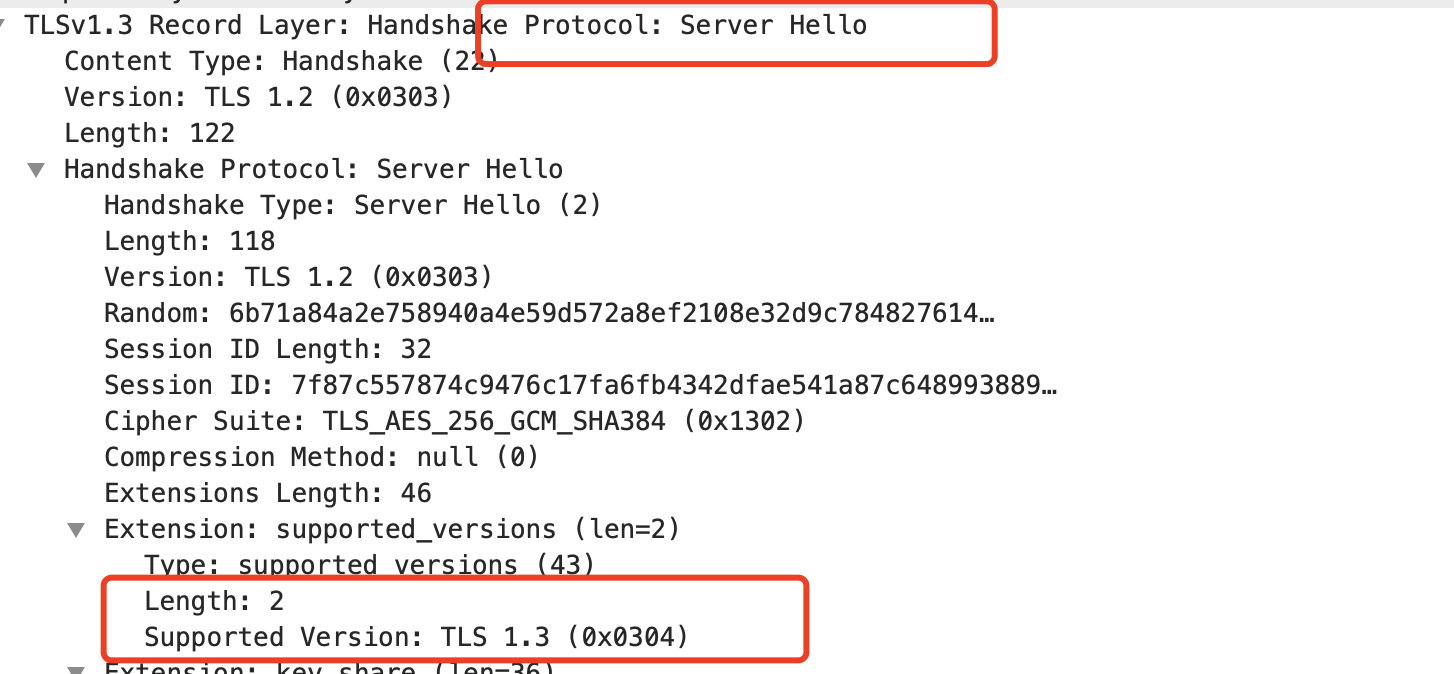 TLSv1.3 Record Layer: Handshake Protocol: Server Hello
Content Type: Handshake (22)
Version: TLS 1.2 (0x0303)
Length: 122
Handshake Protocol: Server Hello
Handshake Type: Server Hello (2)
Length: 118
Version: TLS 1.2 (0x0303)
Random: 6b71a84a2e758940a4e59d572a8ef2108e32d9c784827614…
Session ID Length: 32
Session ID: 7f87c557874c9476c17fa6fb4342dfae541a87c648993889…
Cipher Suite: TLS_AES_256_GCM_SHA384 (0x1302)
Compression Method: null (0)
Extensions Length: 46
Extension: supported_versions (len=2)
Type: supported_versions (43)
Length: 2
Supported Version: TLS 1.3 (0x0304)
Extension: key_share (len=36)